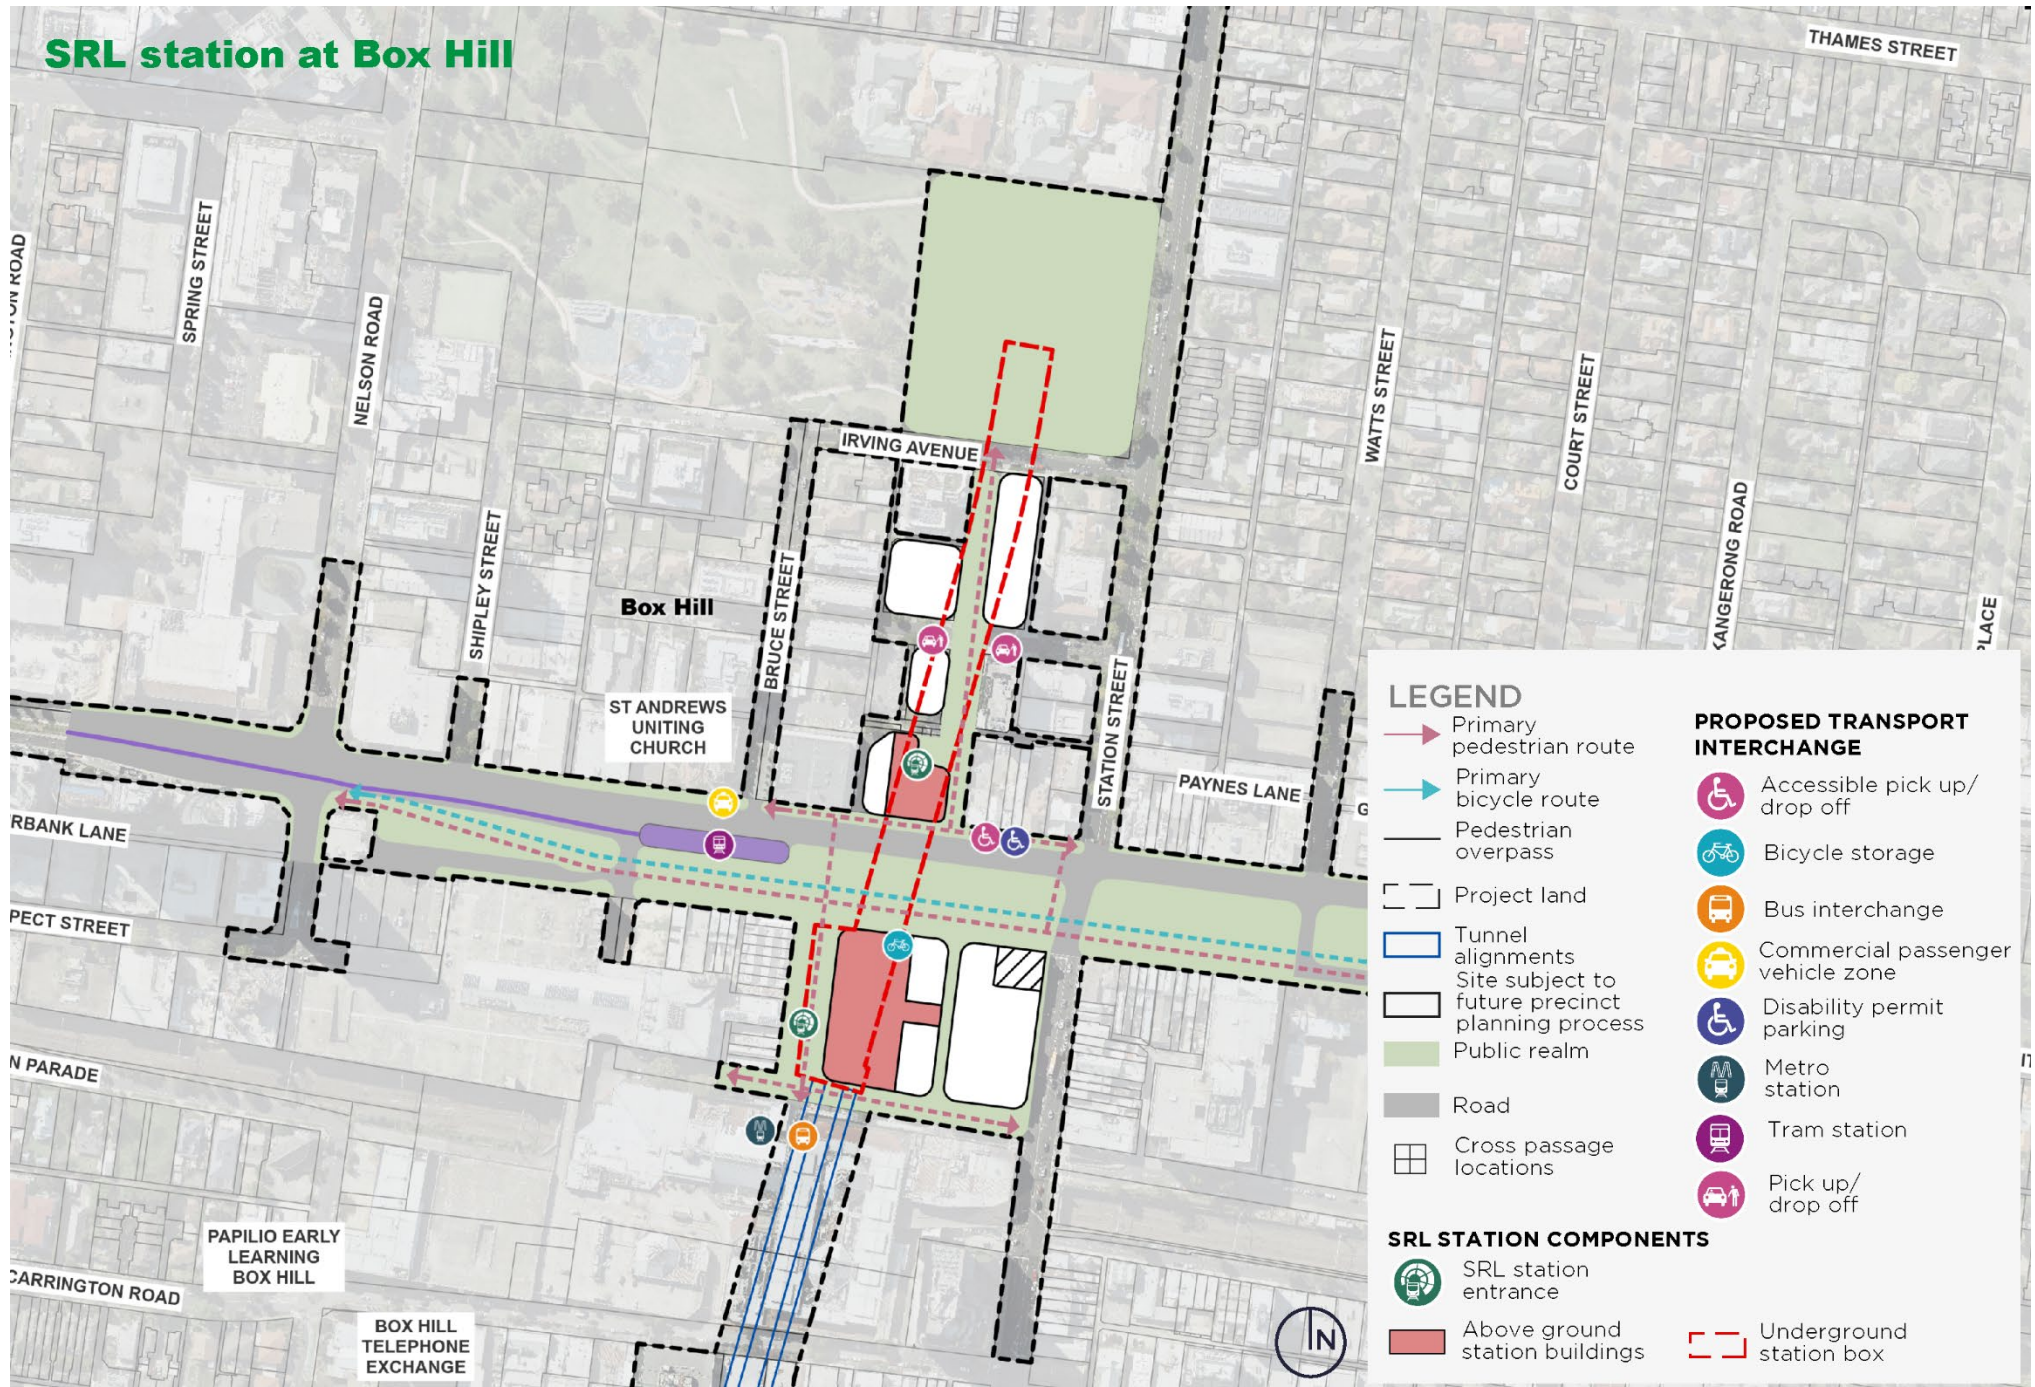 SRL station at Box Hill
THAMES STREET
SPRING STREET
NELSON ROAD
SHIPLEY STREET
BRUCE STREET
IRVING AVENUE
STATION STREET
WATTS STREET
COURT STREET
KANGERONG ROAD
PLACE
Box Hill
ST ANDREWS
UNITING
CHURCH
PAYNES LANE
G
RBANK LANE
PECT STREET
N PARADE
CARRINGTON ROAD
PAPILIO EARLY
LEARNING
BOX HILL
BOX HILL
TELEPHONE
EXCHANGE
N
LEGEND
Primary
pedestrian route
Primary
bicycle route
Pedestrian
overpass
Project land
Tunnel
alignments
Site subject to
future precinct
planning process
Public realm
Road
Cross passage
locations
PROPOSED TRANSPORT
INTERCHANGE
Accessible pick up/
drop off
Bicycle storage
Bus interchange
Commercial passenger
vehicle zone
Disability permit
parking
Metro
station
Tram station
Pick up/
drop off
SRL STATION COMPONENTS
SRL station
entrance
Above ground
station buildings
Underground
station box